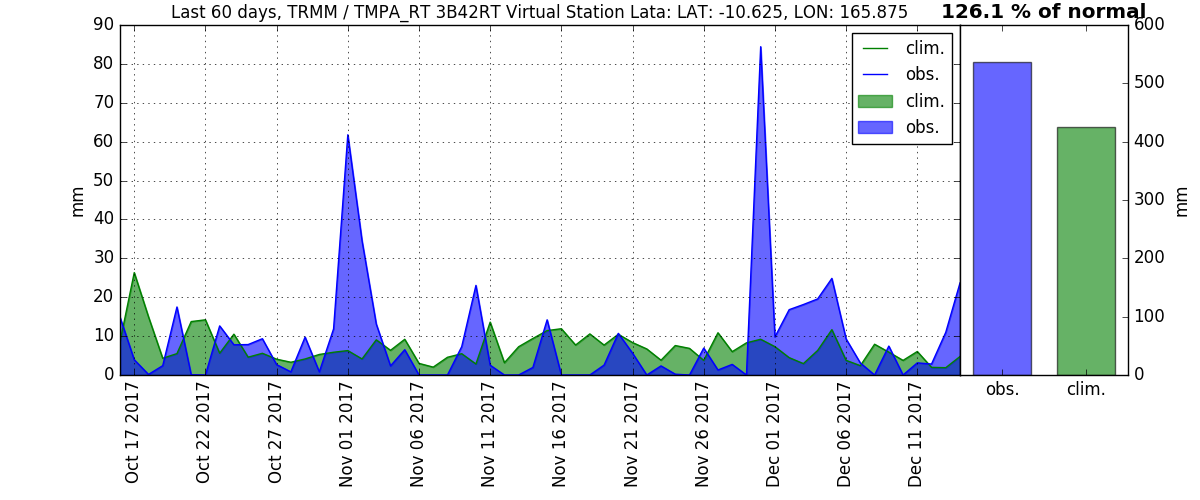 Last 60 days, TRMM / TMPA_RT 3B42RT Virtual Station Lata: LAT: -10.625, LON: 165.875
126.1 % of normal
90
80
70
60
50
40
30
20
10
0
mm
clim.
obs.
clim.
obs.
Oct 17 2017
Oct 22 2017
Oct 27 2017
Nov 01 2017
Nov 06 2017
Nov 11 2017
Nov 16 2017
Nov 21 2017
Nov 26 2017
Dec 01 2017
Dec 06 2017
Dec 11 2017
600
500
400
300
200
100
0
mm
obs.
clim.